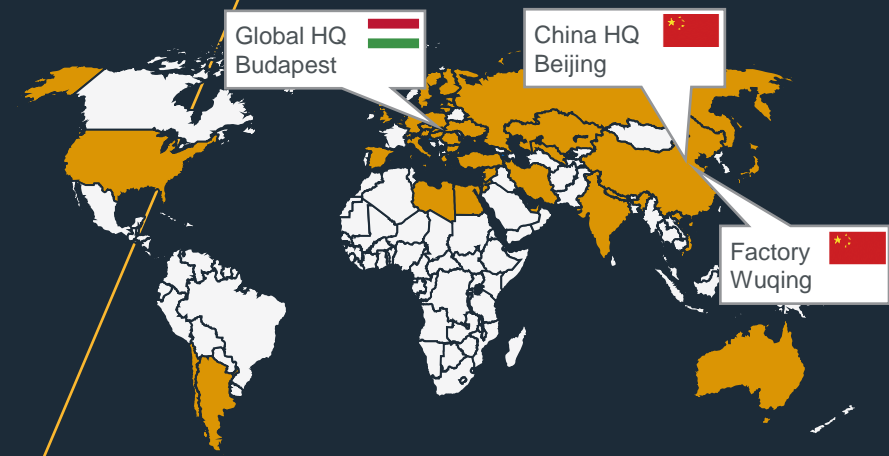 Global HQ
Budapest
China HQ
Beijing
Factory
Wuqing